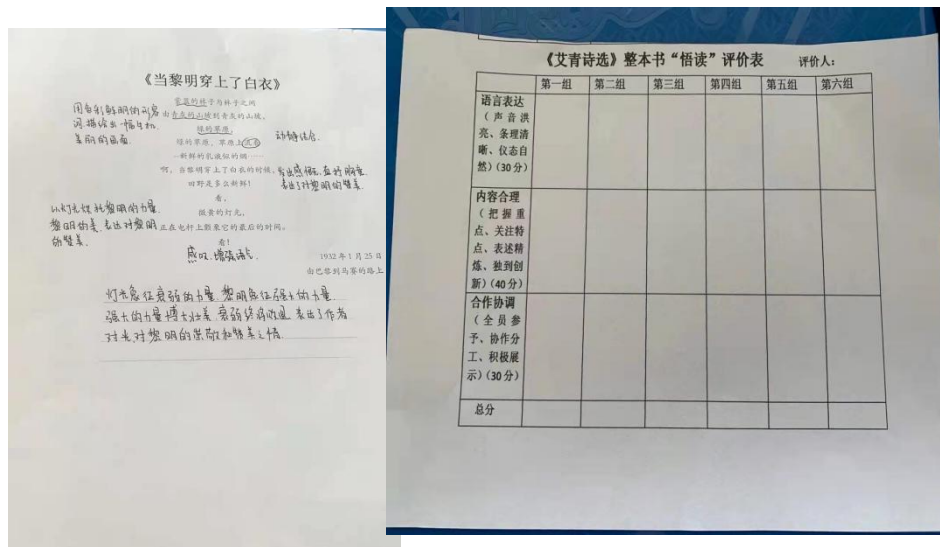 《当黎明穿上了白衣》
紫蓝的林子与林子之间
由青灰的山坡到青灰的山坡，
绿的草原，
绿的草原，草原上流着
——新鲜的乳液似的烟……
啊，当黎明穿上了白衣的时候，
田野是多么新鲜！
看，
微黄的灯光，
正在电杆上颤栗它的最后的时间。
看！
1932年1月25日
由巴黎到马赛的路上
用色彩鲜明的形容
词，描绘出一幅生机
美丽的画面
动静结合
发出感慨，直抒胸臆
表达了对黎明的赞美
以灯光烘托黎明的力量
黎明的美，表达对黎明
的赞美。
感叹，增强语气
灯光象征衰弱的力量，黎明象征强大的力量
强大的力量博大壮美，衰弱终将，表达了作者
对光对黎明的崇敬和赞美之情
《艾青诗选》整本书“悟读”评价表 评价人：
第一组 第二组 第三组 第四组 第五组 第六组
语言表达
（声音洪
亮、条理清
晰、仪态自
然）（30分）
内容合理
（把握重
点、关注特
点、表述精
炼、独到创
新）（40分）
合作协调
（全员参
予、协作分
工、积极展
示）（30分）
总分